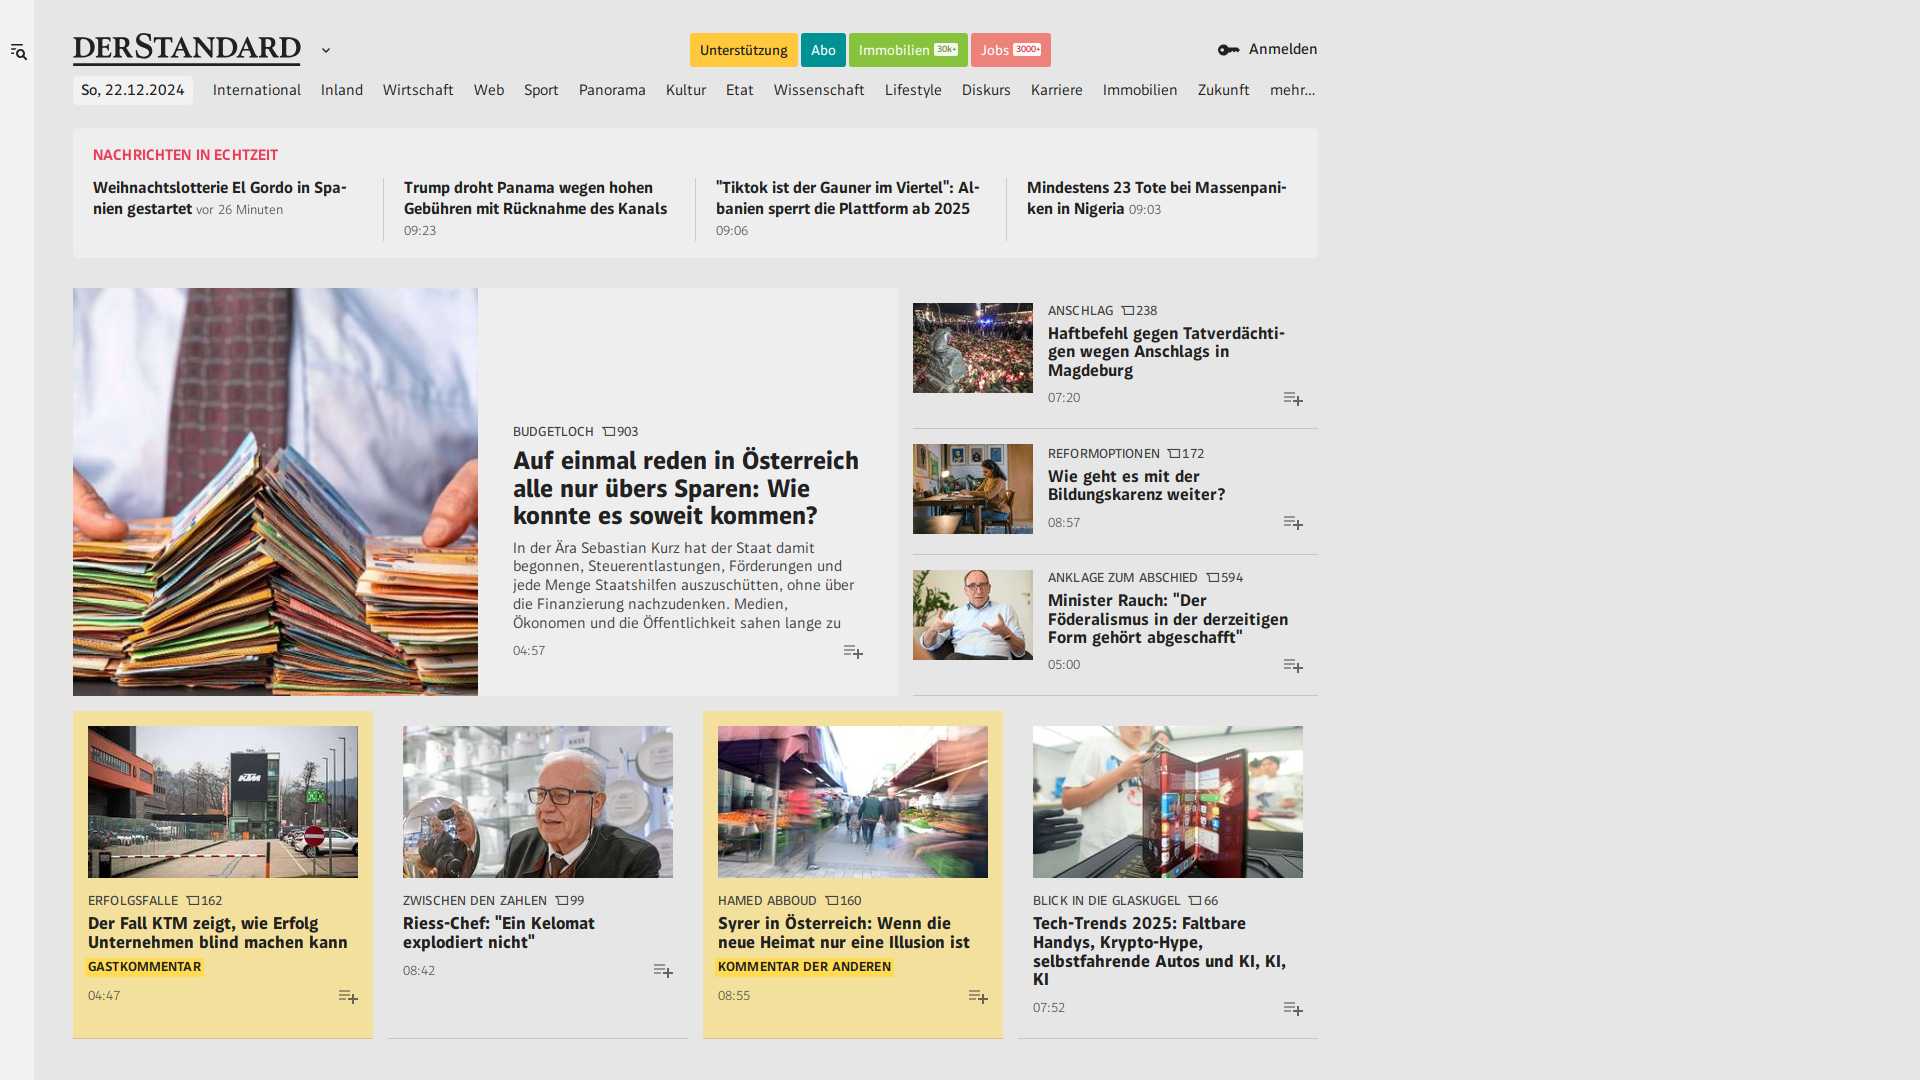 DERSTANDARD
Unterstützung
Abo
Immobilien 30k+
Jobs 3000+
Anmelden
So, 22.12.2024
International
Inland
Wirtschaft
Web
Sport
Panorama
Kultur
Etat
Wissenschaft
Lifestyle
Diskurs
Karriere
Immobilien
Zukunft
mehr...
NACHRICHTEN IN ECHTZEIT
Weihnachtslotterie El Gordo in Spa-
nien gestartet vor 26 Minuten
Trump droht Panama wegen hohen
Gebühren mit Rücknahme des Kanals
09:23
"Tiktok ist der Gauner im Viertel": Al-
banien sperrt die Plattform ab 2025
09:06
Mindestens 23 Tote bei Massenpani-
ken in Nigeria 09:03
BUDGETLOCH 903
Auf einmal reden in Österreich
alle nur übers Sparen: Wie
konnte es soweit kommen?
In der Ära Sebastian Kurz hat der Staat damit
begonnen, Steuerentlastungen, Förderungen und
jede Menge Staatshilfen auszuschütten, ohne über
die Finanzierung nachzudenken. Medien,
Ökonomen und die Öffentlichkeit sahen lange zu
04:57
ANSCHLAG 238
Haftbefehl gegen Tatverdächti-
gen wegen Anschlags in
Magdeburg
07:20
REFORMOPTIONEN 172
Wie geht es mit der
Bildungskarenz weiter?
08:57
ANKLAGE ZUM ABSCHIED 594
Minister Rauch: "Der
Föderalismus in der derzeitigen
Form gehört abgeschafft"
05:00
KTM
ERFOLGSFALLE 162
Der Fall KTM zeigt, wie Erfolg
Unternehmen blind machen kann
GASTKOMMENTAR
04:47
ZWISCHEN DEN ZAHLEN 99
Riess-Chef: "Ein Kelomat
explodiert nicht"
08:42
HAMED ABBOUD 160
Syrer in Österreich: Wenn die
neue Heimat nur eine Illusion ist
KOMMENTAR DER ANDEREN
08:55
BLICK IN DIE GLASKUGEL 66
Tech-Trends 2025: Faltbare
Handys, Krypto-Hype,
selbstfahrende Autos und KI, KI,
KI
07:52